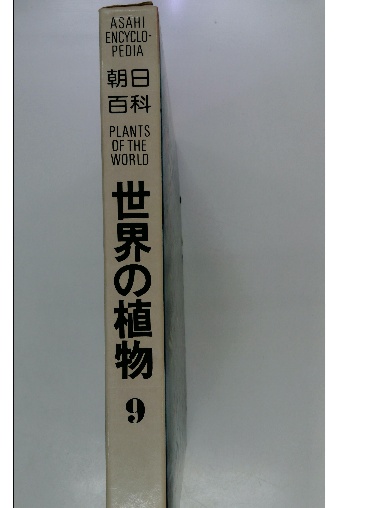 ASAHI
ENCYCLO-
PEDIA
朝日
百科
PLANTS
OF THE
WORLD
世界の植物
9